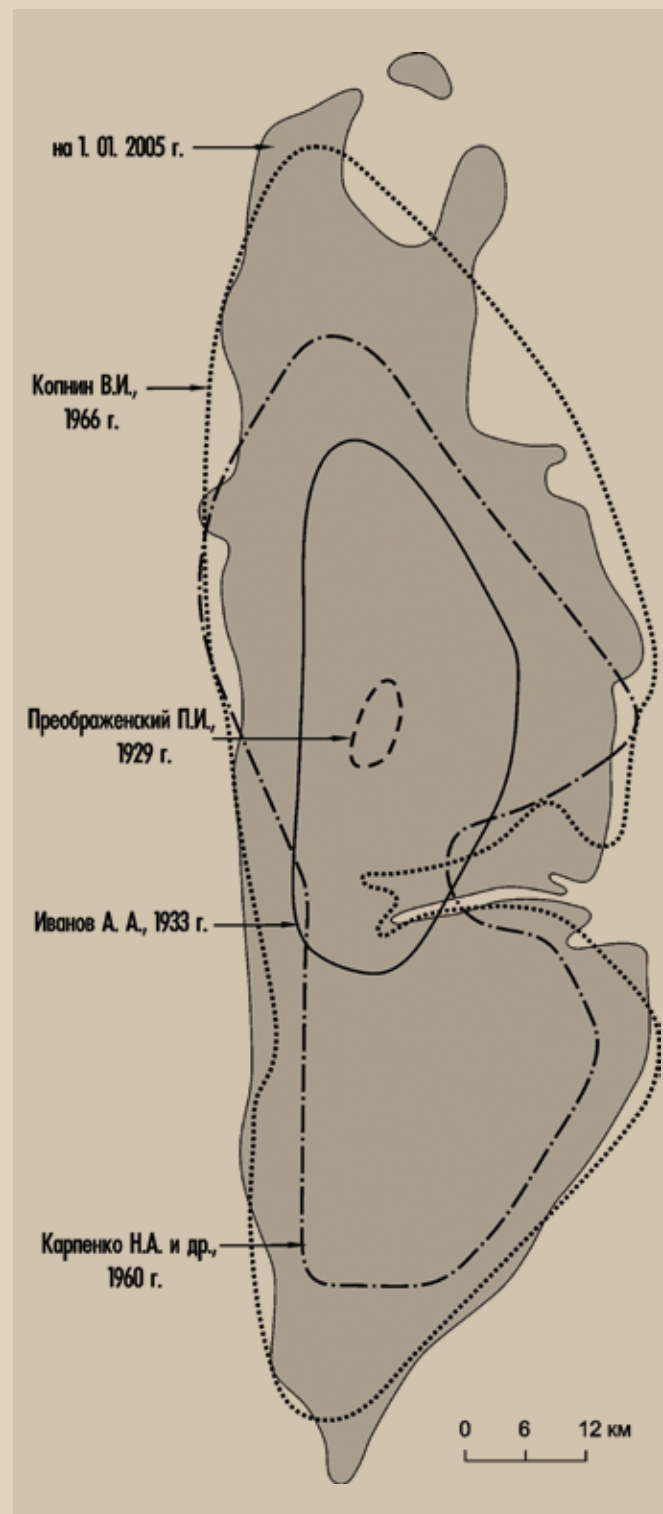 на 1. 01. 2005 г.
Копнин В.И.,
1966 г.
Преображенский П.И.,
1929 г.
Иванов А. А., 1933 г.
Карпенко Н.А. и др.,
1960 г.
0 6 12 км